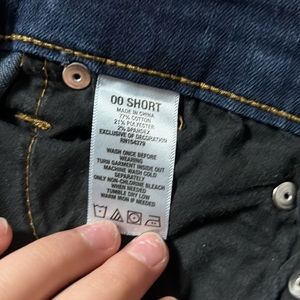 00 SHORT
MADE IN CHINA
77% COTTON
21% POLYESTER
2% SPANDEX
EXCLUSIVE OF DECORATION
RN154279
WASH ONCE BEFORE
WEARING
TURN GARMENT INSIDE OUT
MACHINE WASH COLD
SEPARATELY
ONLY NON-CHLORINE BLEACH
WHEN NEEDED
TUMBLE DRY LOW
WARM IRON IF NEEDED